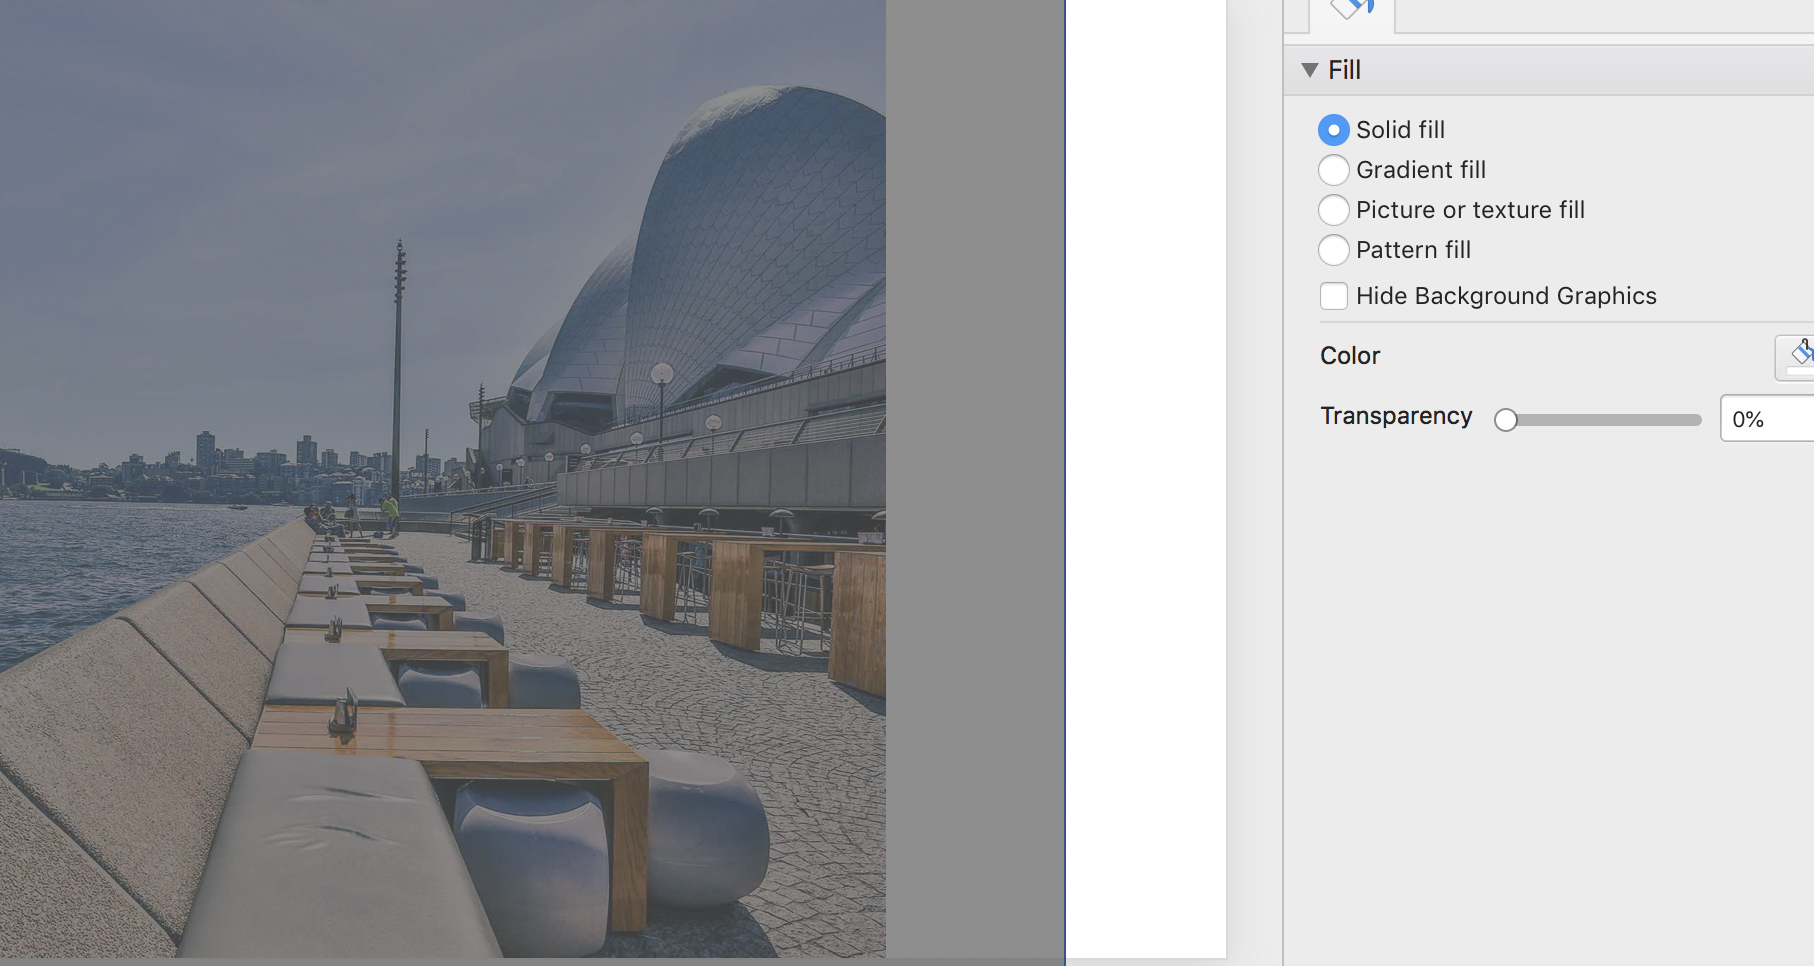 Fill
Solid fill
Gradient fill
Picture or texture fill
Pattern fill
Hide Background Graphics
Color
Transparency 0%